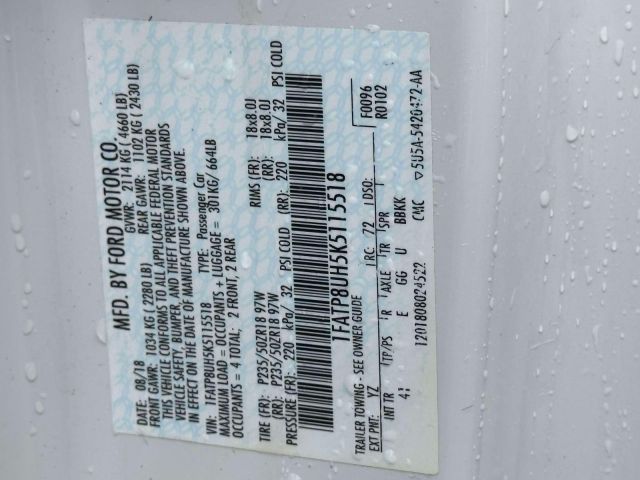 MFD. BY FORD MOTOR CO.
DATE: 08/18 GVWR: 2114 KG ( 4660 LB)
FRONT GAWR: 1034 KG ( 2280 LB) REAR GAWR: 1102 KG ( 2430 LB)
THIS VEHICLE CONFORMS TO ALL APPLICABLE FEDERAL MOTOR
VEHICLE SAFETY, BUMPER, AND THEFT PREVENTION STANDARDS
IN EFFECT ON THE DATE OF MANUFACTURE SHOWN ABOVE.
VIN: 1FATP8UH5K5115518 TYPE: Passenger Car
MAXIMUM LOAD = OCCUPANTS + LUGGAGE = 301KG/ 664LB
OCCUPANTS = 4 TOTAL; 2 FRONT, 2 REAR
TIRE (FR): P235/50ZR18 97W RIMS (FR): 18x8.0J
(RR): P235/50ZR18 97W (RR): 18x8.0J
PRESSURE (FR): 220 kPa/ 32 PSI COLD (RR): 220 kPa/ 32 PSI COLD
1FATP8UH5K5115518
TRAILER TOWING - SEE OWNER GUIDE F0096
EXT PNT: YZ RC: 72 DSO: R0102
INT TR TP/PS R AXLE TR SPR
41 E GG U BBKK
1201808024522 CMC ▽5U5A-5420472-AA